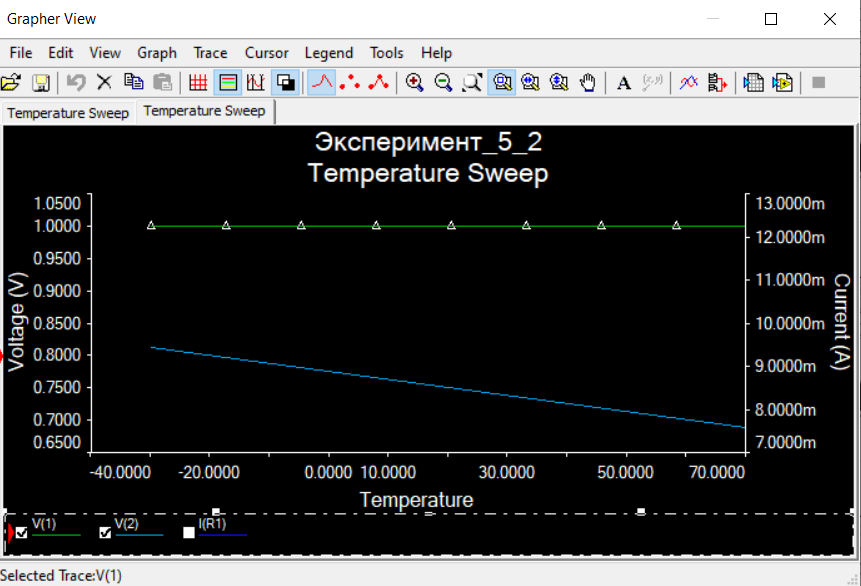 Grapher View
File Edit View Graph Trace Cursor Legend Tools Help
A (x,y)
Temperature Sweep Temperature Sweep
Эксперимент_5_2
Temperature Sweep
Voltage (V)
1.0500
1.0000
0.9500
0.9000
0.8500
0.8000
0.7500
0.7000
0.6500
13.0000m
12.0000m
11.0000m
10.0000m
9.0000m
8.0000m
7.0000m
Current (A)
-40.0000 -20.0000 0.0000 10.0000 30.0000 50.0000 70.0000
Temperature
V(1) V(2) I(R1)
Selected Trace:V(1)